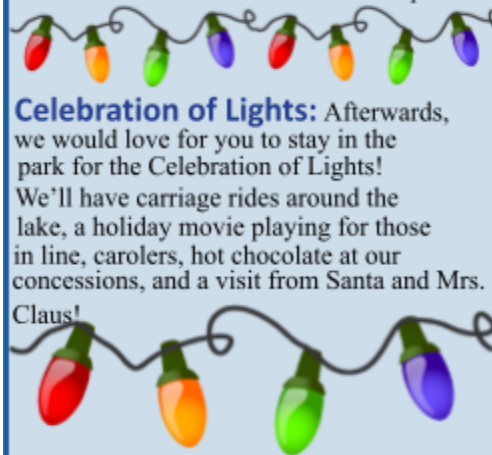 Celebration of Lights: Afterwards,
we would love for you to stay in the
park for the Celebration of Lights!
We’ll have carriage rides around the
lake, a holiday movie playing for those
in line, carolers, hot chocolate at our
concessions, and a visit from Santa and Mrs.
Claus!